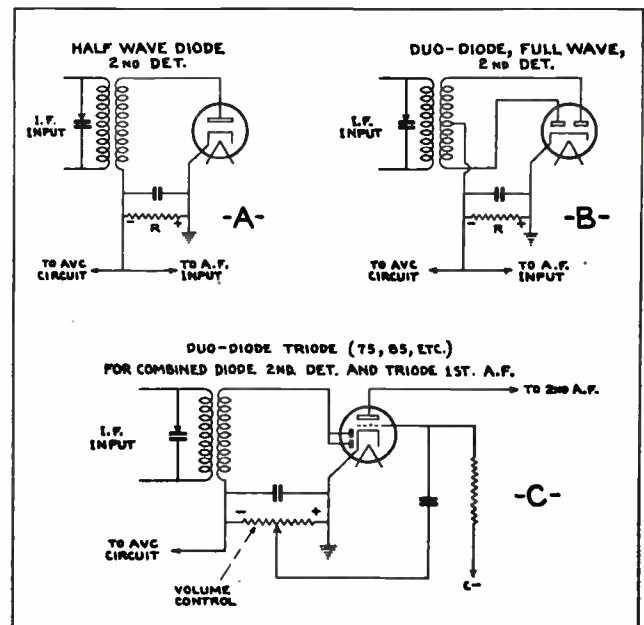 HALF WAVE DIODE
2ND DET.
I.F.
INPUT
- R +
-A-
TO AVC
CIRCUIT
TO A.F.
INPUT
DUO-DIODE, FULL WAVE,
2ND DET.
I.F.
INPUT
- R +
-B-
TO AVC
CIRCUIT
TO A.F.
INPUT
DUO-DIODE TRIODE (75, 85, ETC.)
FOR COMBINED DIODE 2ND. DET. AND TRIODE 1ST. A.F.
TO 2ND A.F.
I.F.
INPUT
- +
-C-
TO AVC
CIRCUIT
VOLUME
CONTROL
C-